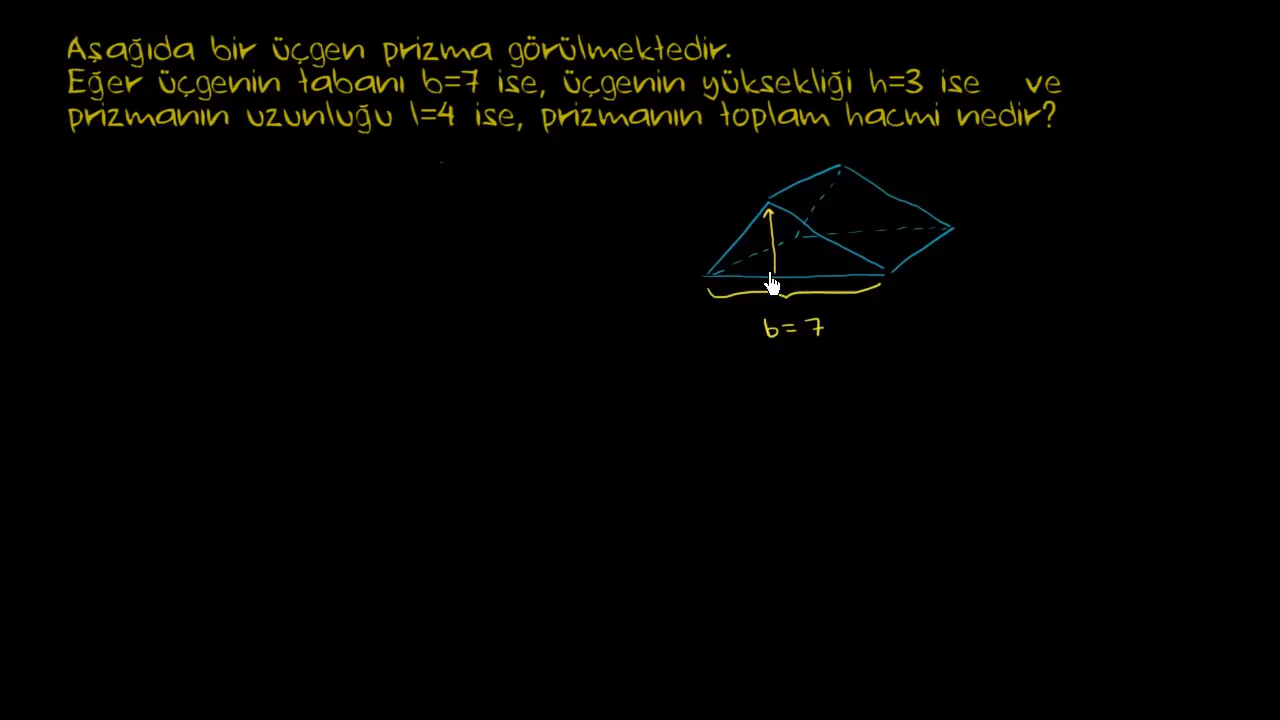 Aşağıda bir üçgen prizma görülmektedir.
Eğer üçgenin tabanı b=7 ise, üçgenin yüksekliği h=3 ise ve
prizmanın uzunluğu l=4 ise, prizmanın toplam hacmi nedir?
b=7